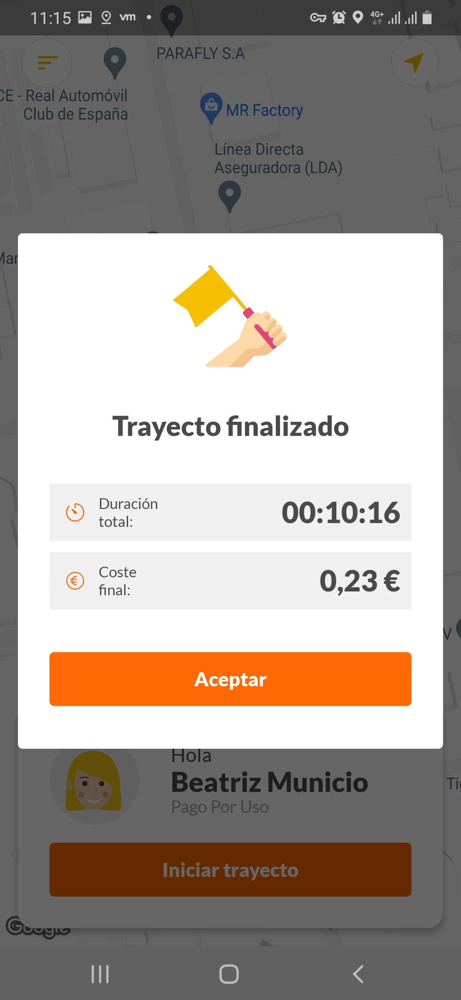 11:15
vm
4G+
PARAFLY S.A
CE - Real Automóvil
Club de España
MR Factory
Línea Directa
Aseguradora (LDA)
Mar
Trayecto finalizado
Duración
total:
00:10:16
Coste
final:
0,23 €
V
Aceptar
Hola
Beatriz Municio
Pago Por Uso
Iniciar trayecto
Google